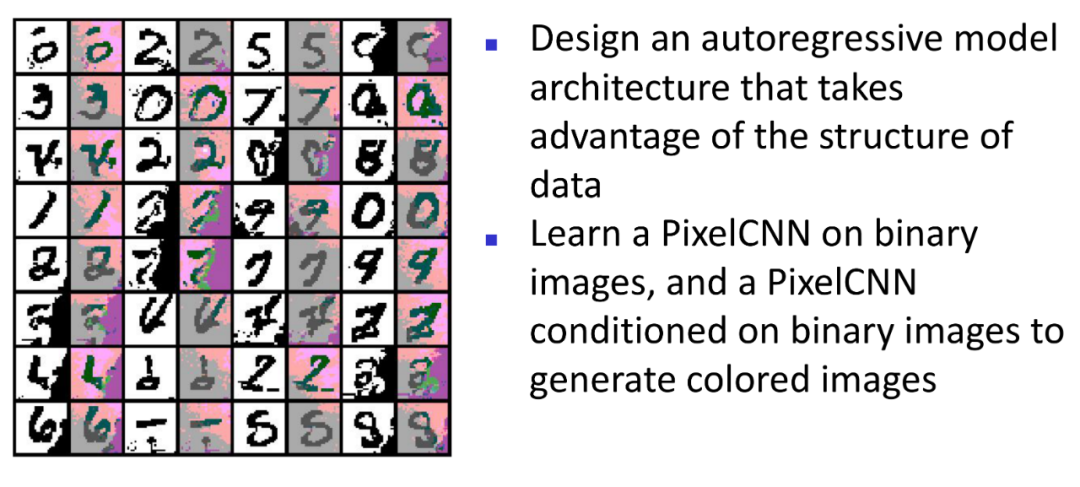 Design an autoregressive model
architecture that takes
advantage of the structure of
data
Learn a PixelCNN on binary
images, and a PixelCNN
conditioned on binary images to
generate colored images